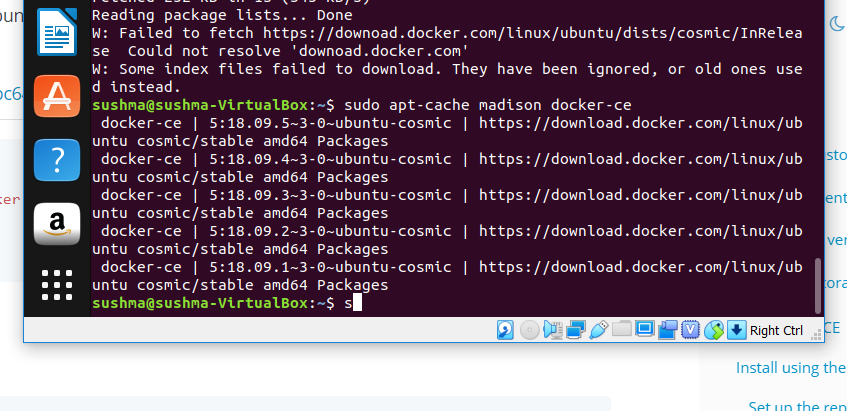 Reading package lists... Done
W: Failed to fetch https://downoad.docker.com/linux/ubuntu/dists/cosmic/InRelea
se  Could not resolve 'downoad.docker.com'
W: Some index files failed to download. They have been ignored, or old ones use
d instead.
sushma@sushma-VirtualBox:~$ sudo apt-cache madison docker-ce
 docker-ce | 5:18.09.5~3-0~ubuntu-cosmic | https://download.docker.com/linux/ub
untu cosmic/stable amd64 Packages
 docker-ce | 5:18.09.4~3-0~ubuntu-cosmic | https://download.docker.com/linux/ub
untu cosmic/stable amd64 Packages
 docker-ce | 5:18.09.3~3-0~ubuntu-cosmic | https://download.docker.com/linux/ub
untu cosmic/stable amd64 Packages
 docker-ce | 5:18.09.2~3-0~ubuntu-cosmic | https://download.docker.com/linux/ub
untu cosmic/stable amd64 Packages
 docker-ce | 5:18.09.1~3-0~ubuntu-cosmic | https://download.docker.com/linux/ub
untu cosmic/stable amd64 Packages
sushma@sushma-VirtualBox:~$ s
Right Ctrl
CE
Install using the
Set up the rep